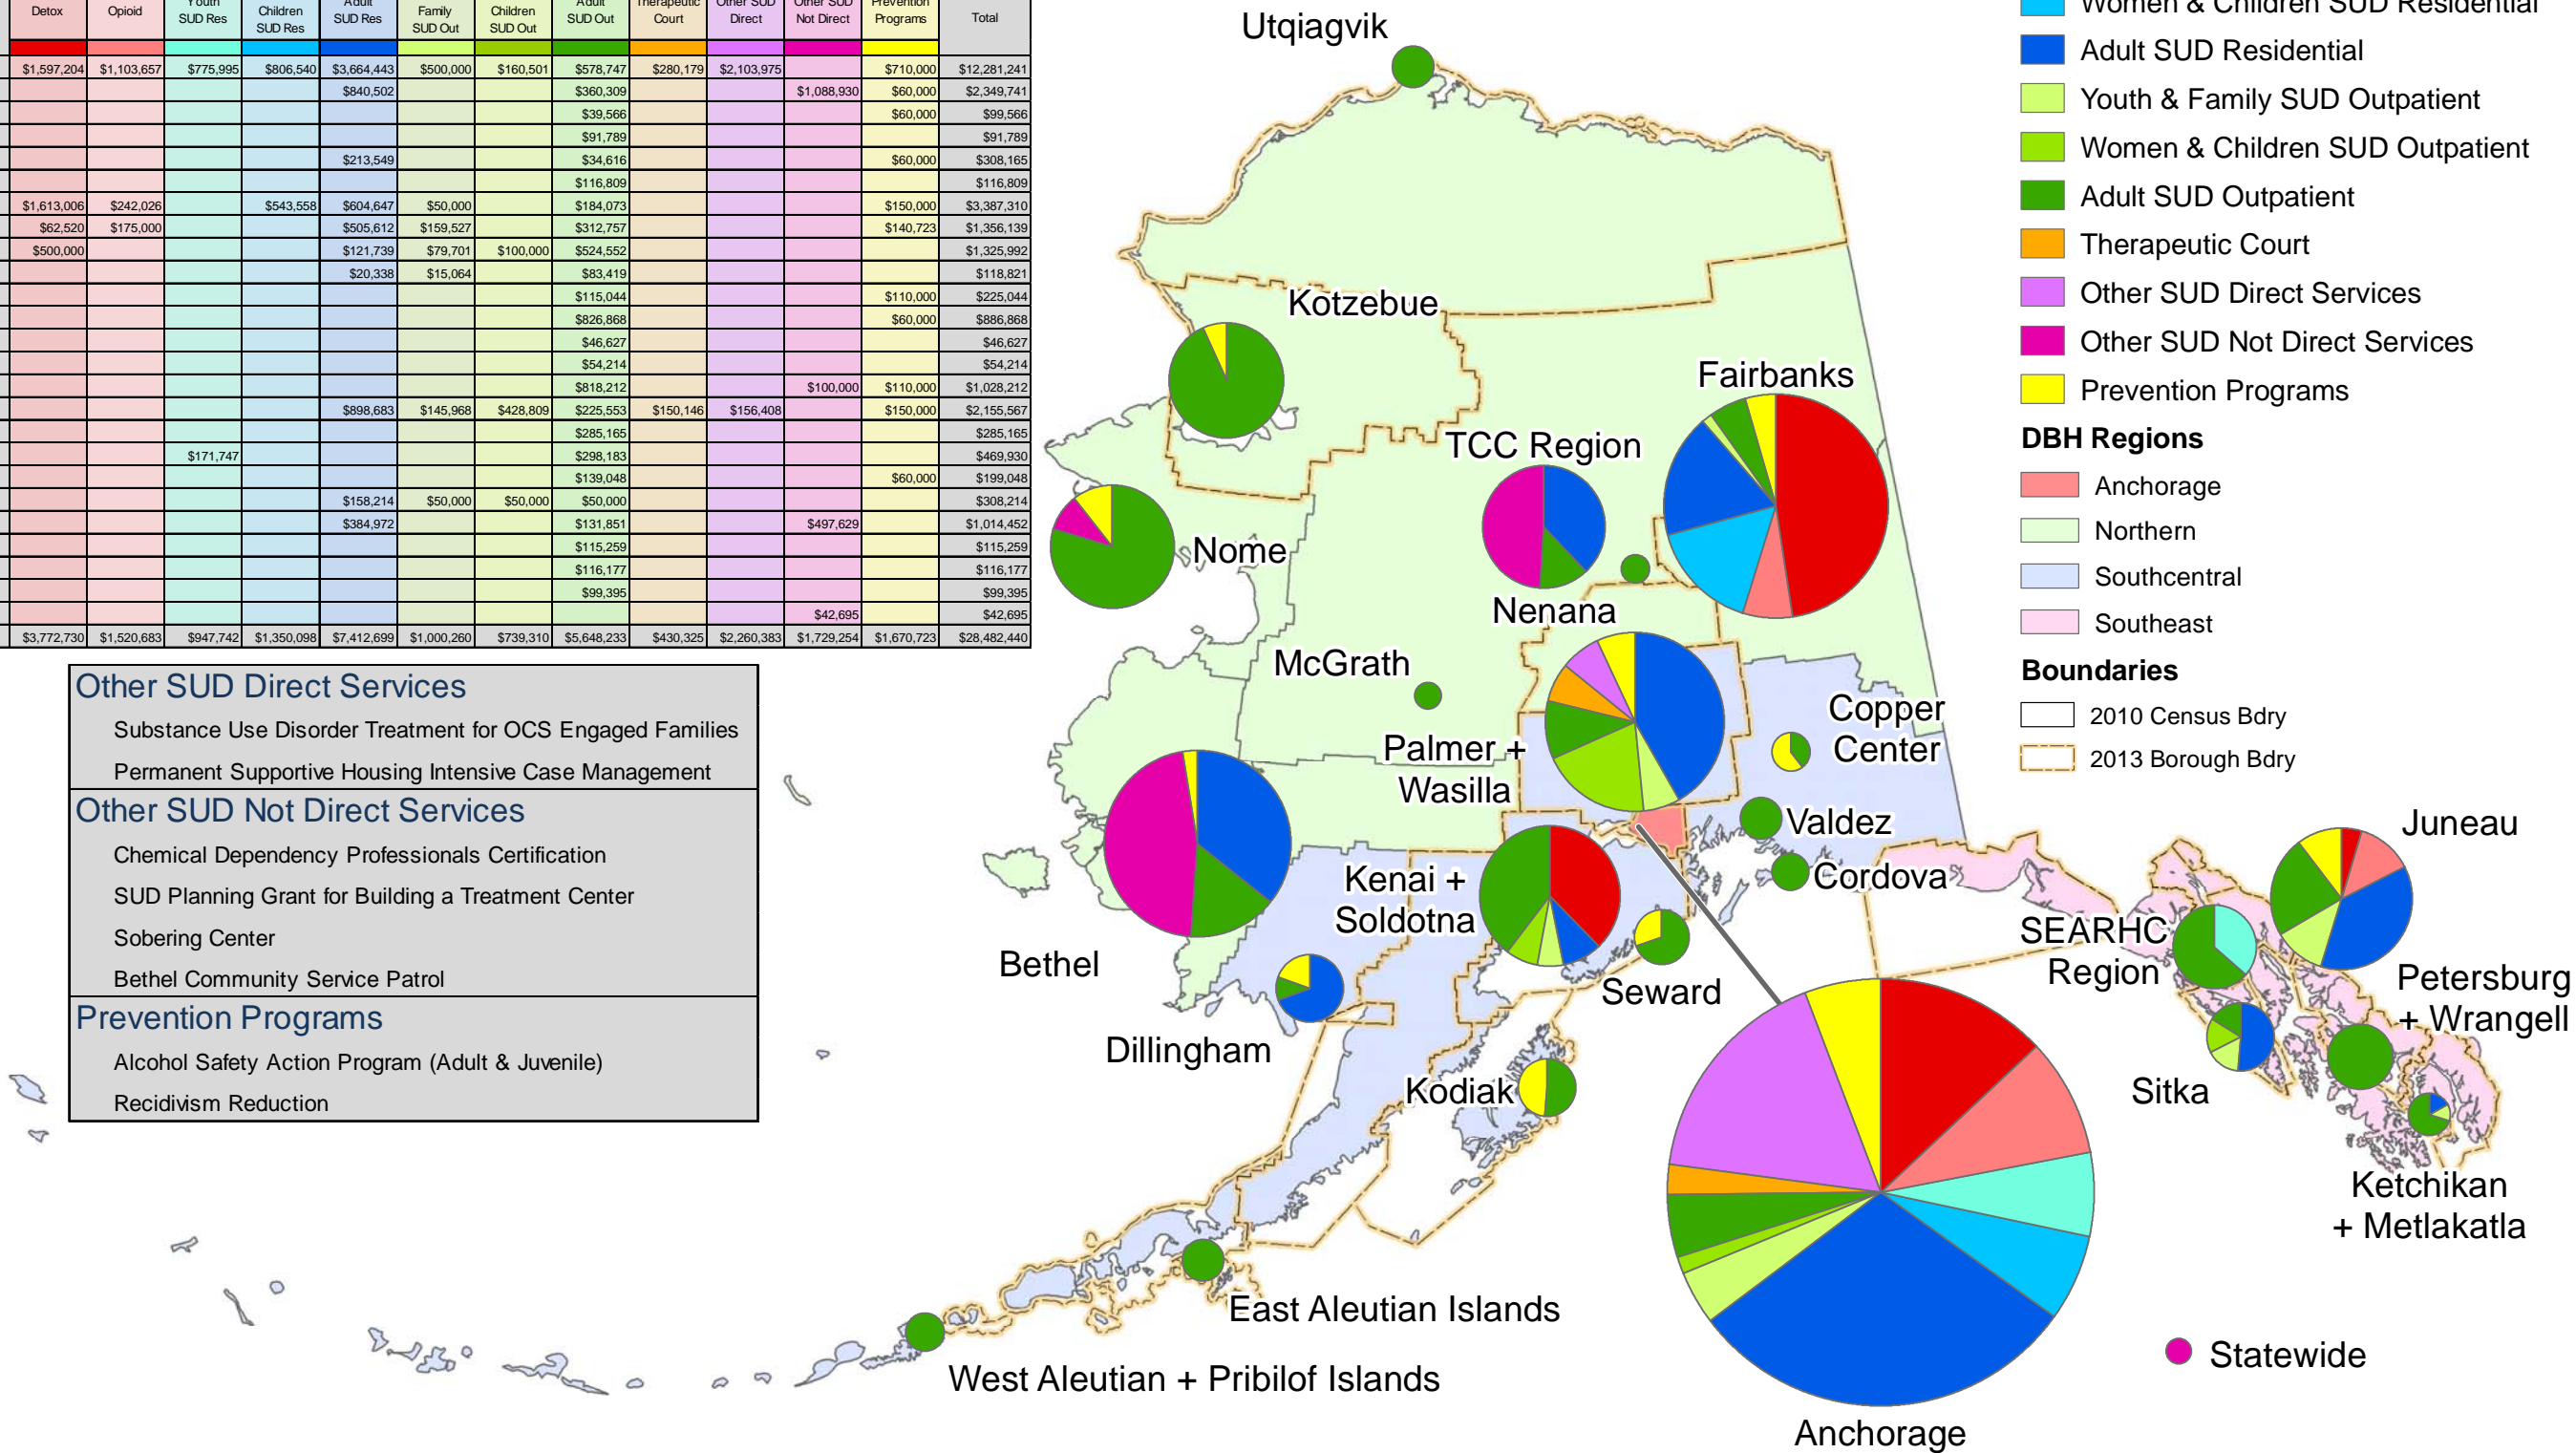 Detox Opioid Youth SUD Res Children SUD Res Adult SUD Res Family SUD Out Children SUD Out Adult SUD Out Therapeutic Court Other SUD Direct Other SUD Not Direct Prevention Programs Total
$1,597,204 $1,103,657 $775,995 $806,540 $3,664,443 $500,000 $160,501 $578,747 $280,179 $2,103,975 $710,000 $12,281,241
$840,502 $360,309 $1,088,930 $60,000 $2,349,741
$39,566 $60,000 $99,566
$91,789 $91,789
$213,549 $34,616 $60,000 $308,165
$116,809 $116,809
$1,613,006 $242,026 $543,558 $604,647 $50,000 $184,073 $150,000 $3,387,310
$62,520 $175,000 $505,612 $159,527 $312,757 $140,723 $1,356,139
$500,000 $121,739 $79,701 $100,000 $524,552 $1,325,992
$20,338 $15,064 $83,419 $118,821
$115,044 $110,000 $225,044
$826,868 $60,000 $886,868
$46,627 $46,627
$54,214 $54,214
$818,212 $100,000 $110,000 $1,028,212
$898,683 $145,968 $428,809 $225,553 $150,146 $156,408 $150,000 $2,155,567
$285,165 $285,165
$171,747 $298,183 $469,930
$139,048 $60,000 $199,048
$158,214 $50,000 $50,000 $50,000 $308,214
$384,972 $131,851 $497,629 $1,014,452
$115,259 $115,259
$116,177 $116,177
$99,395 $99,395
$42,695 $42,695
$3,772,730 $1,520,683 $947,742 $1,350,098 $7,412,699 $1,000,260 $739,310 $5,648,233 $430,325 $2,260,383 $1,729,254 $1,670,723 $28,482,440
Other SUD Direct Services
Substance Use Disorder Treatment for OCS Engaged Families
Permanent Supportive Housing Intensive Case Management
Other SUD Not Direct Services
Chemical Dependency Professionals Certification
SUD Planning Grant for Building a Treatment Center
Sobering Center
Bethel Community Service Patrol
Prevention Programs
Alcohol Safety Action Program (Adult & Juvenile)
Recidivism Reduction
Utqiagvik
Kotzebue
Fairbanks
TCC Region
Nome
Nenana
McGrath
Copper
Center
Palmer +
Wasilla
Valdez
Cordova
Kenai +
Soldotna
Bethel
Seward
Dillingham
Kodiak
East Aleutian Islands
West Aleutian + Pribilof Islands
Anchorage
Juneau
SEARHC
Region
Petersburg
+ Wrangell
Sitka
Ketchikan
+ Metlakatla
Statewide
Women & Children SUD Residential
Adult SUD Residential
Youth & Family SUD Outpatient
Women & Children SUD Outpatient
Adult SUD Outpatient
Therapeutic Court
Other SUD Direct Services
Other SUD Not Direct Services
Prevention Programs
DBH Regions
Anchorage
Northern
Southcentral
Southeast
Boundaries
2010 Census Bdry
2013 Borough Bdry